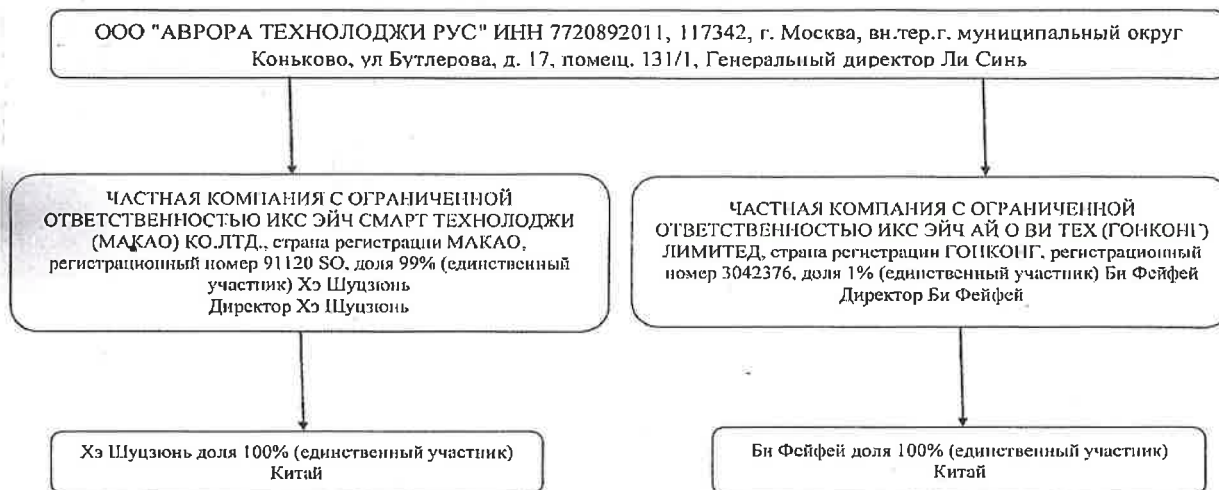 ООО "АВРОРА ТЕХНОЛОДЖИ РУС" ИНН 7720892011, 117342, г. Москва, вн.тер.г. муниципальный округ
Коньково, ул Бутлерова, д. 17, помещ. 131/1, Генеральный директор Ли Синь
ЧАСТНАЯ КОМПАНИЯ С ОГРАНИЧЕННОЙ
ОТВЕТСТВЕННОСТЬЮ ИКС ЭЙЧ СМАРТ ТЕХНОЛОДЖИ
(МАКАО) КО.ЛТД., страна регистрации МАКАО,
регистрационный номер 91120 SO, доля 99% (единственный
участник) Хэ Шуцзюнь
Директор Хэ Шуцзюнь
ЧАСТНАЯ КОМПАНИЯ С ОГРАНИЧЕННОЙ
ОТВЕТСТВЕННОСТЬЮ ИКС ЭЙЧ АЙ О ВИ ТЕХ (ГОНКОНГ)
ЛИМИТЕД, страна регистрации ГОНКОНГ, регистрационный
номер 3042376, доля 1% (единственный участник) Би Фейфей
Директор Би Фейфей
Хэ Шуцзюнь доля 100% (единственный участник)
Китай
Би Фейфей доля 100% (единственный участник)
Китай